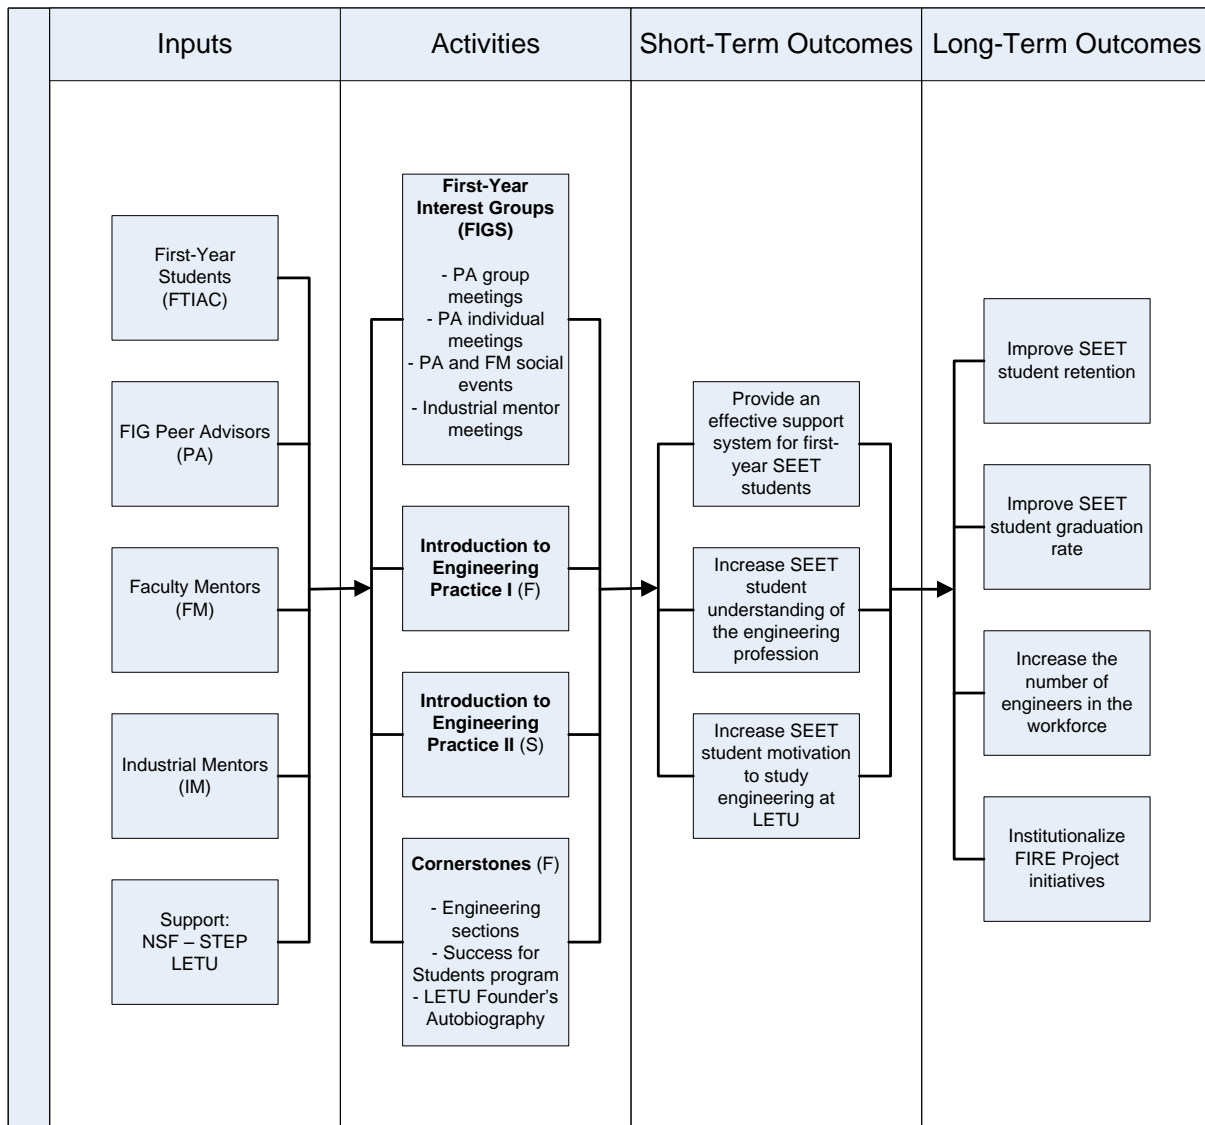 Inputs
Activities
Short-Term Outcomes
Long-Term Outcomes
First-Year
Students
(FTIAC)
FIG Peer Advisors
(PA)
Faculty Mentors
(FM)
Industrial Mentors
(IM)
Support:
NSF – STEP
LETU
First-Year
Interest Groups
(FIGS)
- PA group
meetings
- PA individual
meetings
- PA and FM social
events
- Industrial mentor
meetings
Introduction to
Engineering
Practice I (F)
Introduction to
Engineering
Practice II (S)
Cornerstones (F)
- Engineering
sections
- Success for
Students program
- LETU Founder’s
Autobiography
Provide an
effective support
system for first-
year SEET
students
Increase SEET
student
understanding of
the engineering
profession
Increase SEET
student motivation
to study
engineering at
LETU
Improve SEET
student retention
Improve SEET
student graduation
rate
Increase the
number of
engineers in the
workforce
Institutionalize
FIRE Project
initiatives